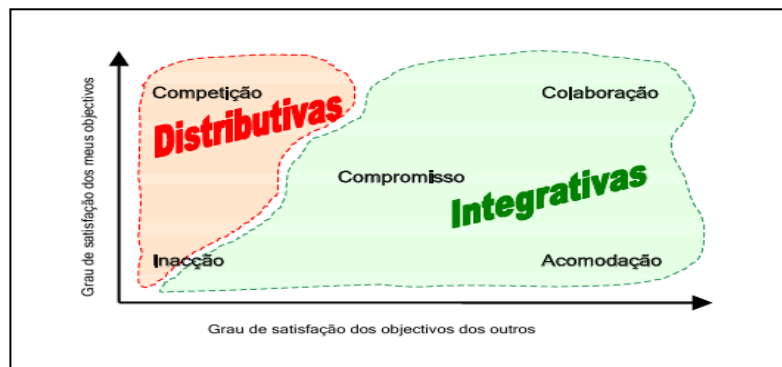 Grau de satisfação dos meus objectivos
Competição
Colaboração
Distributivas
Compromisso
Integrativas
Inacção
Acomodação
Grau de satisfação dos objectivos dos outros